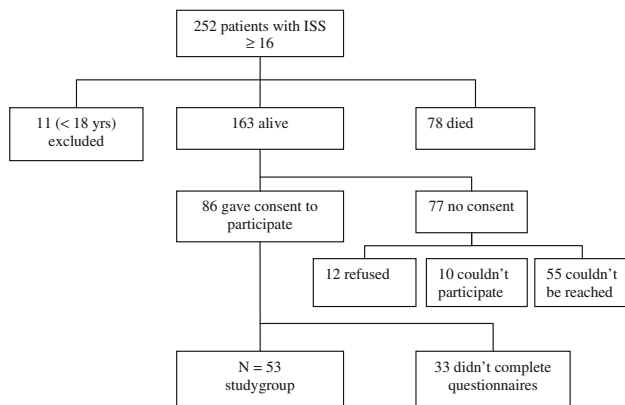 252 patients with ISS
≥ 16
11 (< 18 yrs)
excluded
163 alive
78 died
86 gave consent to
participate
77 no consent
12 refused
10 couldn't
participate
55 couldn't
be reached
N = 53
studygroup
33 didn't complete
questionnaires